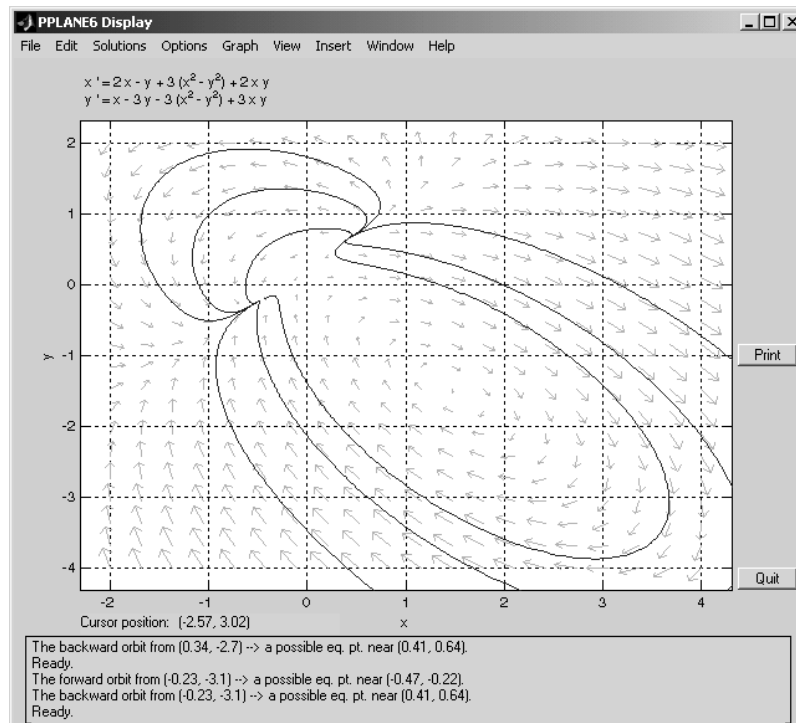 PPLANE6 Display
File Edit Solutions Options Graph View Insert Window Help
x ' = 2 x - y + 3 (x² - y²) + 2 x y
y ' = x - 3 y - 3 (x² - y²) + 3 x y
2
1
0
-1
-2
-3
-4
y
-2 -1 0 1 2 3 4
x
Print
Quit
Cursor position: (-2.57, 3.02)
The backward orbit from (0.34, -2.7) --> a possible eq. pt. near (0.41, 0.64).
Ready.
The forward orbit from (-0.23, -3.1) --> a possible eq. pt. near (-0.47, -0.22).
The backward orbit from (-0.23, -3.1) --> a possible eq. pt. near (0.41, 0.64).
Ready.